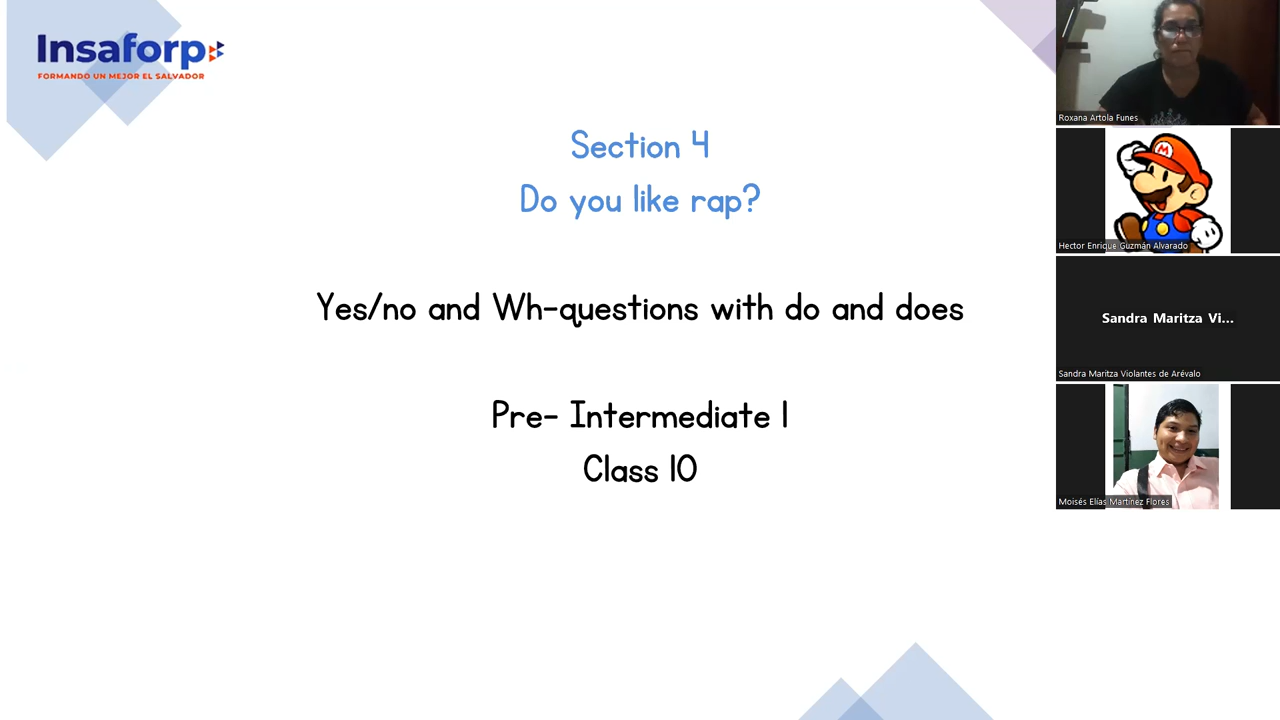 Insaforp
FORMANDO UN MEJOR EL SALVADOR
Section 4
Do you like rap?
Yes/no and Wh-questions with do and does
Pre- Intermediate 1
Class 10
Roxana Artola Funes
M
Hector Enrique Guzmán Alvarado
Sandra Maritza Vi...
Sandra Maritza Violantes de Arévalo
Moisés Elías Martínez Flores